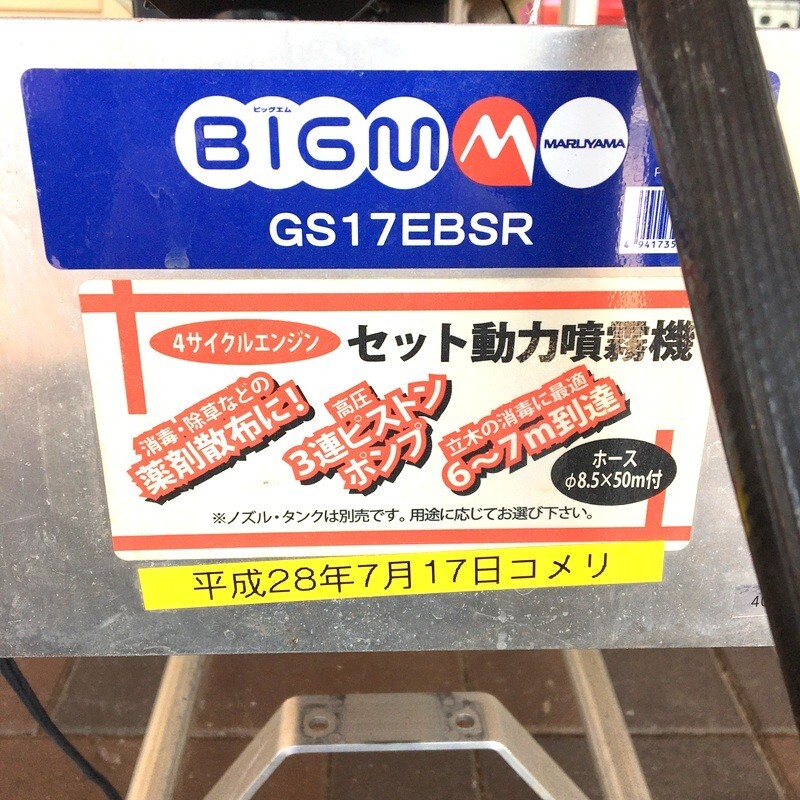 ビッグエム
BIGM
MARUYAMA
GS17EBSR
4 941735
4サイクルエンジン
セット動力噴霧機
消毒・除草などの
薬剤散布に!
高圧
3連ピストン
ポンプ
立木の消毒に最適
6〜7m到達
ホース
φ8.5×50m付
※ノズル・タンクは別売です。用途に応じてお選び下さい。
平成28年7月17日コメリ